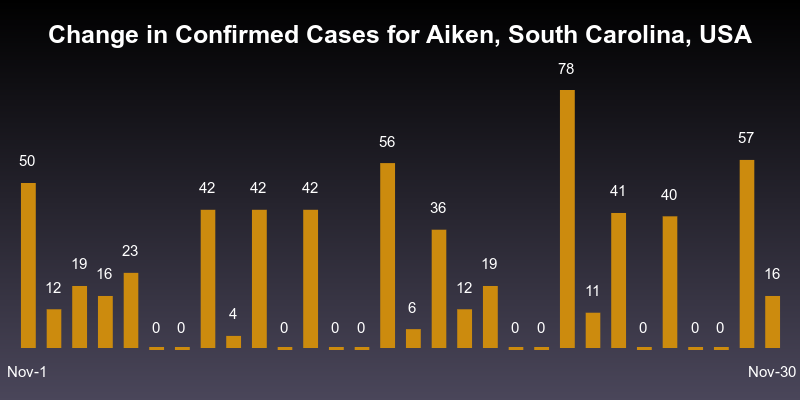 Change in Confirmed Cases for Aiken, South Carolina, USA
50 12 19 16 23 0 0 42 4 42 0 42 0 0 56 6 36 12 19 0 0 78 11 41 0 40 0 0 57 16
Nov-1 Nov-30